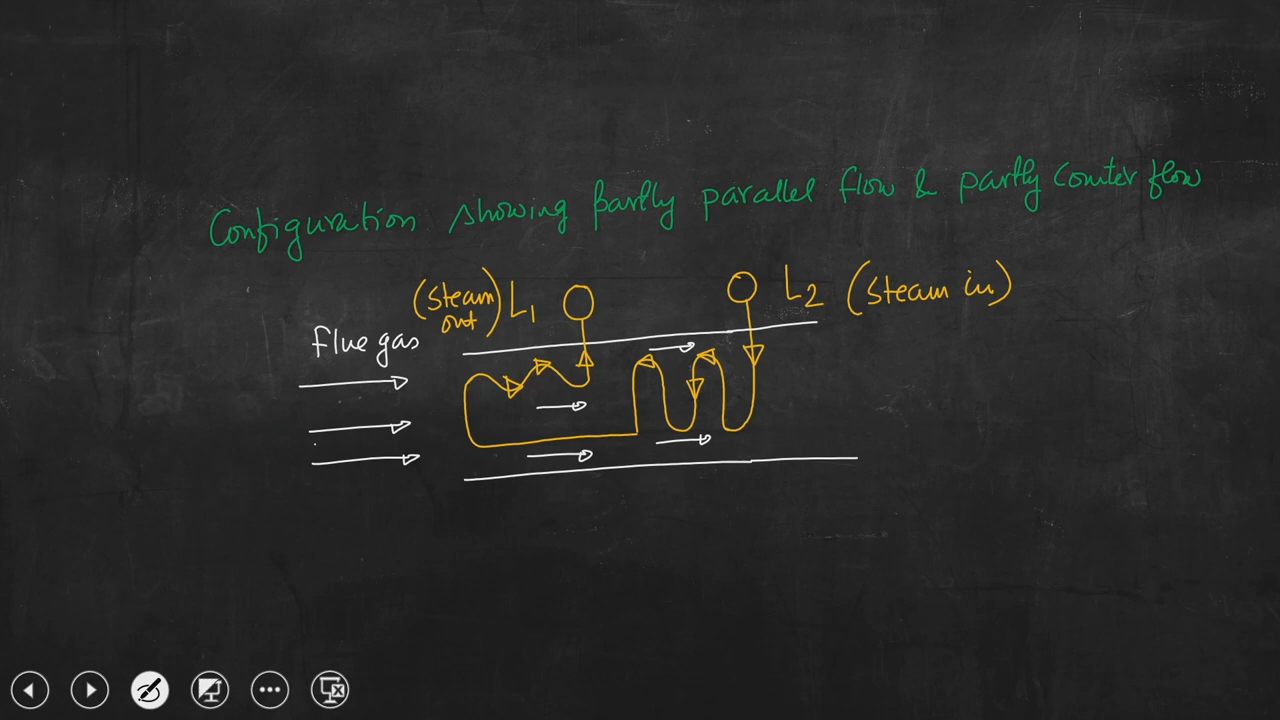 Configuration showing partly parallel flow & partly counter flow
(steam out) L1
L2 (steam in)
flue gas